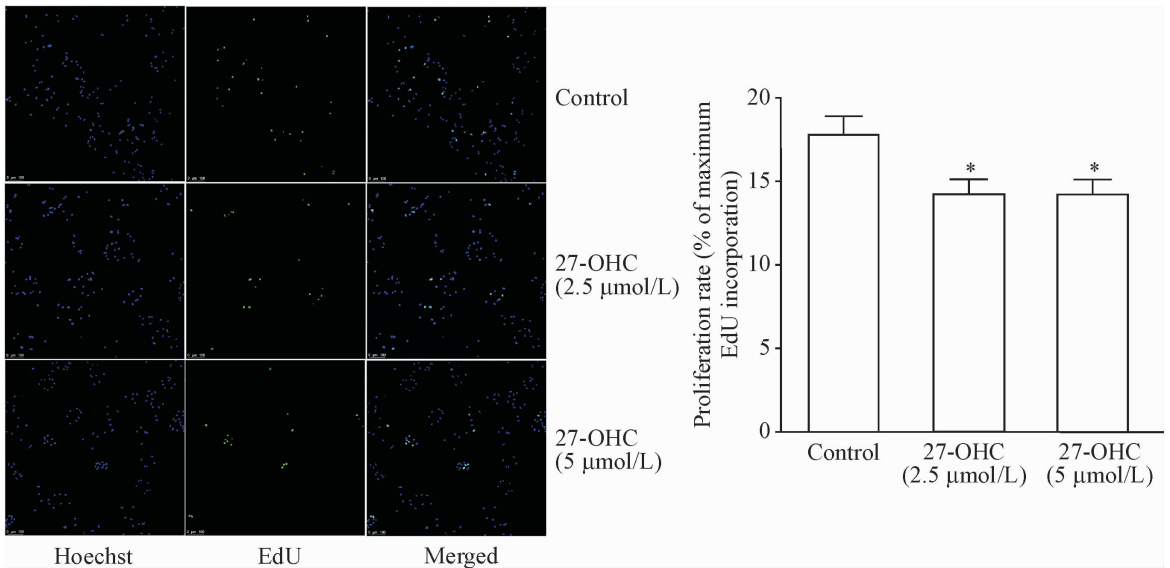 Control
27-OHC
(2.5 μmol/L)
27-OHC
(5 μmol/L)
Hoechst
EdU
Merged
Proliferation rate (% of maximum
EdU incorporation)
20
15
10
5
0
*
*
Control
27-OHC
(2.5 μmol/L)
27-OHC
(5 μmol/L)